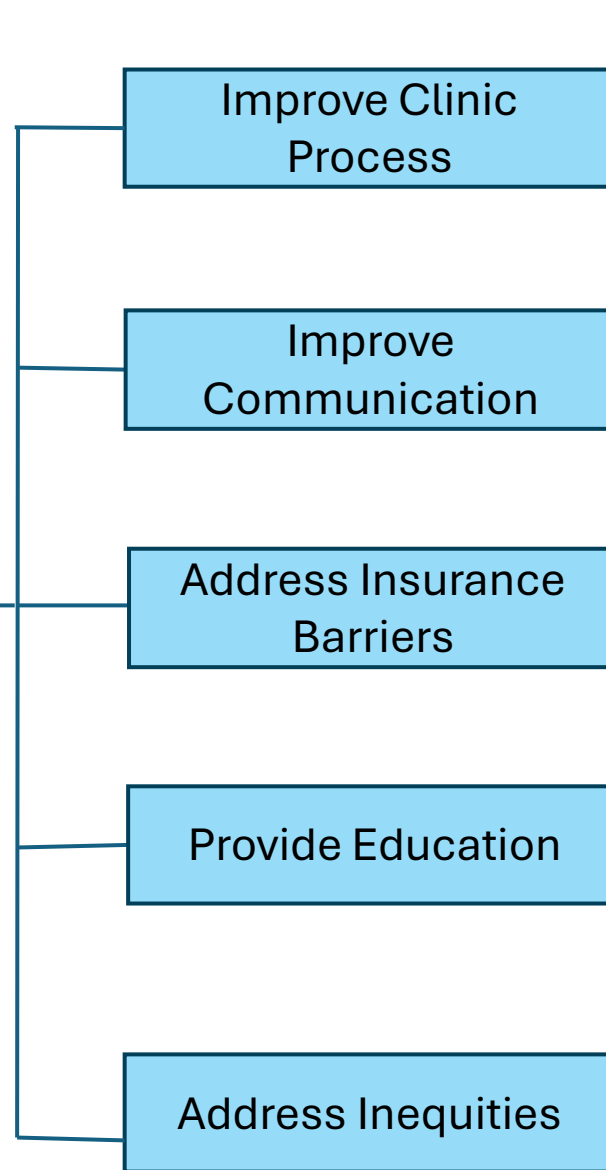 Improve Clinic
Process
Improve
Communication
Address Insurance
Barriers
Provide Education
Address Inequities